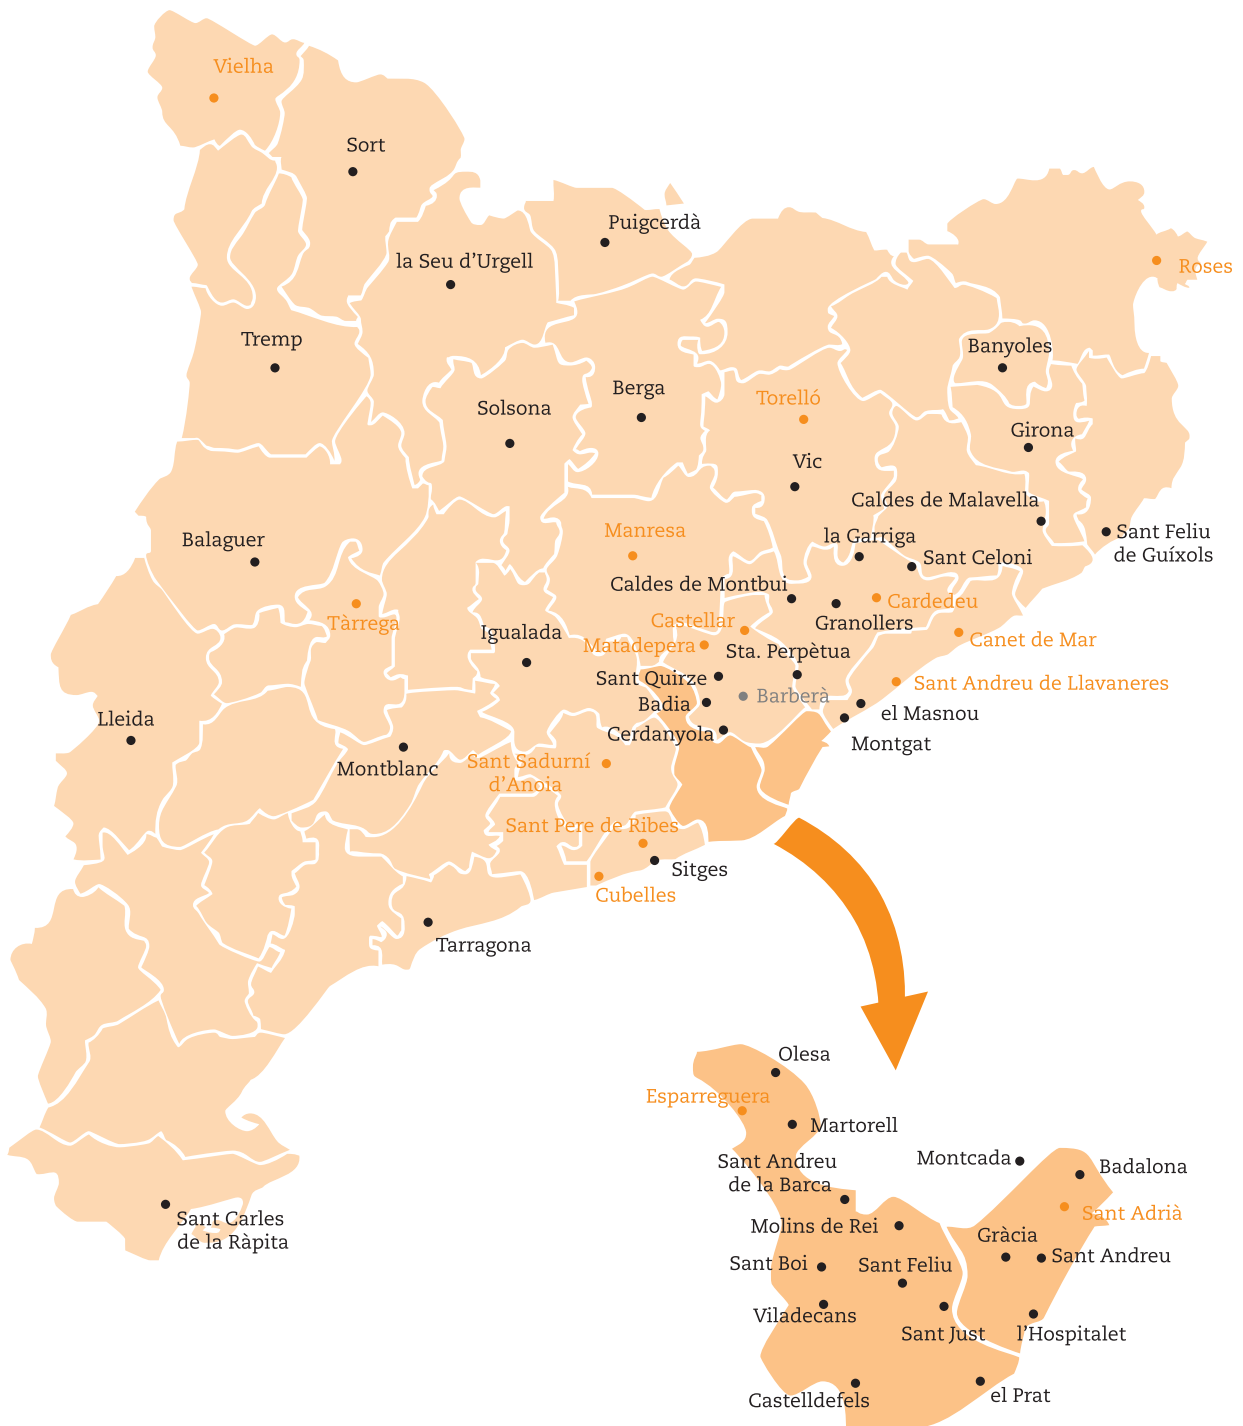 Vielha
Sort
Puigcerdà
la Seu d’Urgell
Roses
Tremp
Banyoles
Berga
Torelló
Solsona
Girona
Vic
Caldes de Malavella
Manresa
Sant Feliu
de Guíxols
Balaguer
la Garriga
Sant Celoni
Caldes de Montbui
Cardedeu
Tàrrega
Castellar
Granollers
Igualada
Canet de Mar
Matadepera
Sta. Perpètua
Sant Quirze
Sant Andreu de Llavaneres
Barberà
Badia
el Masnou
Lleida
Cerdanyola
Montgat
Montblanc
Sant Sadurní
d’Anoia
Sant Pere de Ribes
Sitges
Cubelles
Tarragona
Olesa
Esparreguera
Martorell
Montcada
Badalona
Sant Andreu
de la Barca
Sant Adrià
Sant Carles
de la Ràpita
Molins de Rei
Gràcia
Sant Andreu
Sant Boi
Sant Feliu
Viladecans
Sant Just
l’Hospitalet
Castelldefels
el Prat